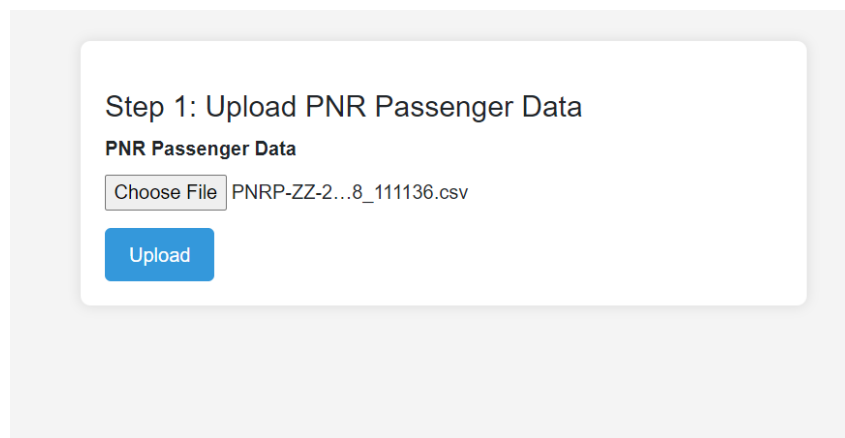 Step 1: Upload PNR Passenger Data
PNR Passenger Data
Choose File PNRP-ZZ-2...8_111136.csv
Upload